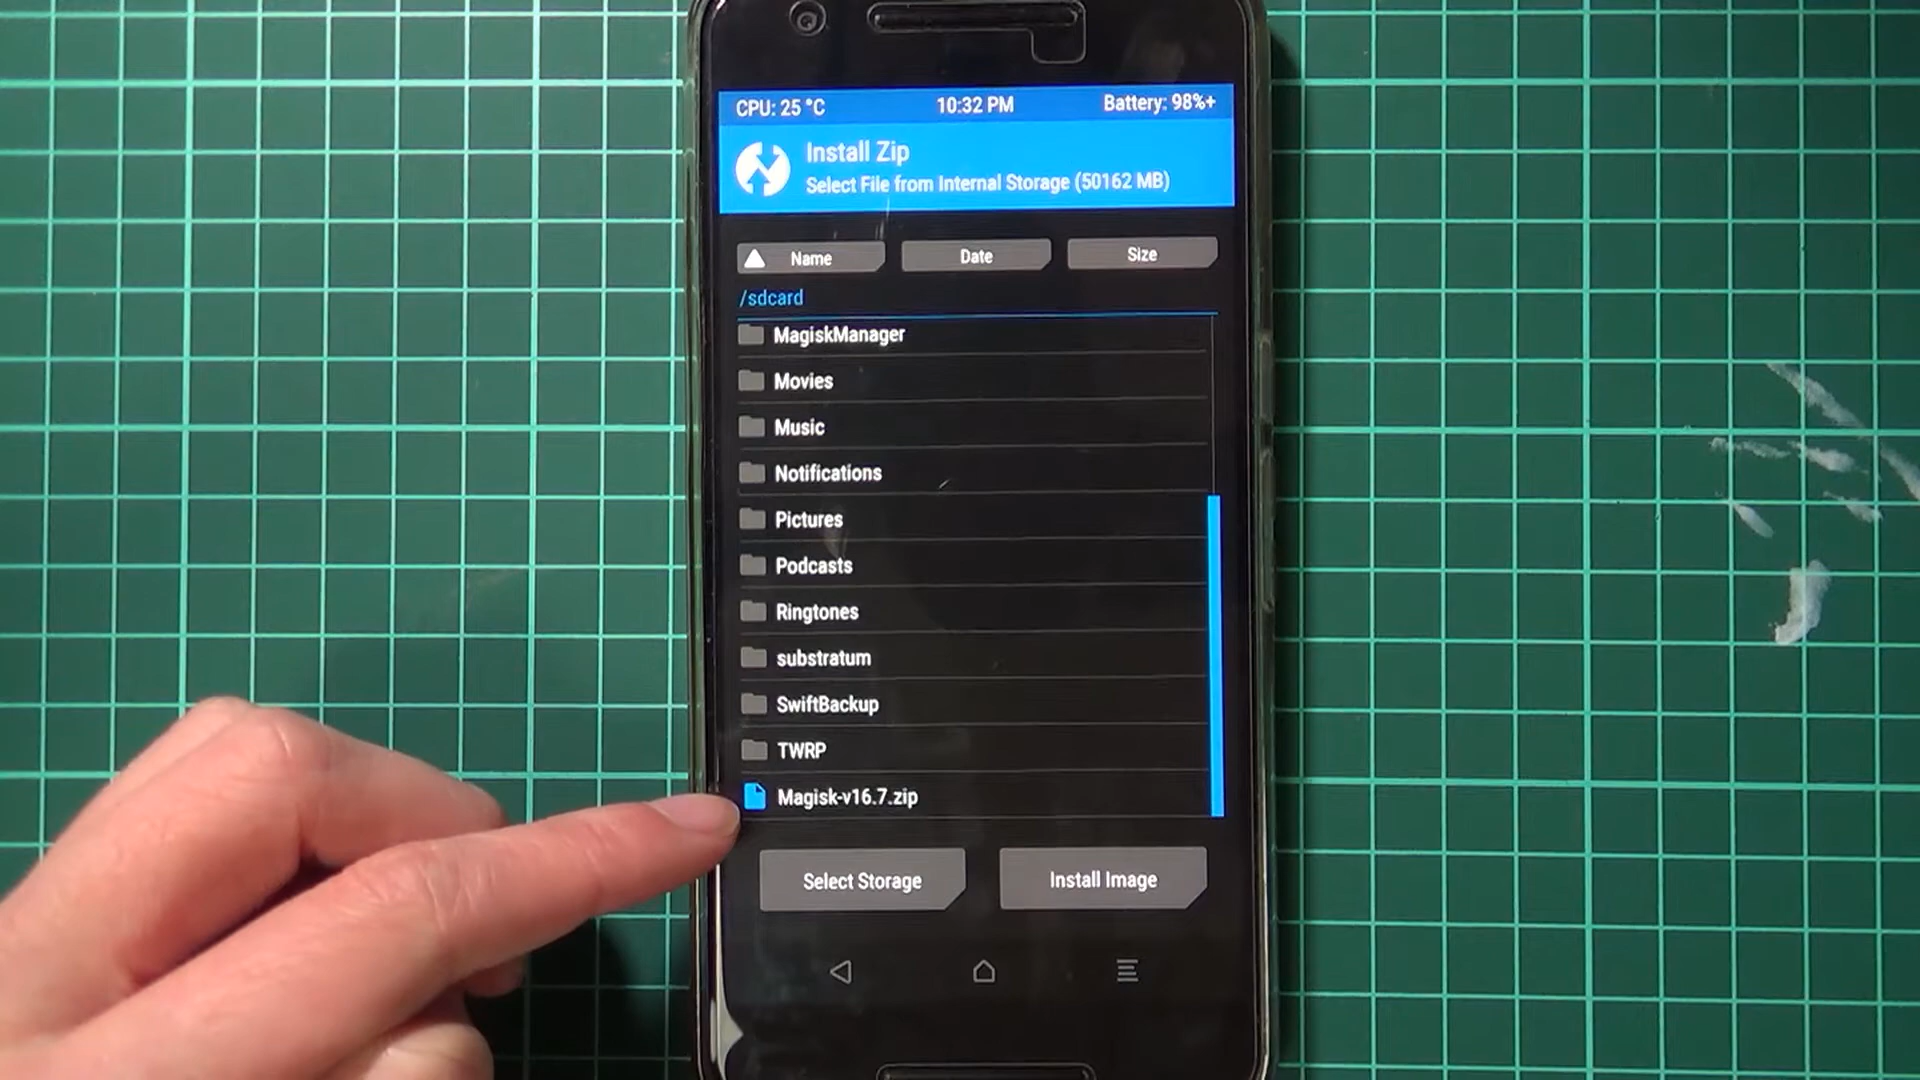 CPU: 25 °C 10:32 PM Battery: 98%+
Install Zip
Select File from Internal Storage (50162 MB)
Name Date Size
/sdcard
MagiskManager
Movies
Music
Notifications
Pictures
Podcasts
Ringtones
substratum
SwiftBackup
TWRP
Magisk-v16.7.zip
Select Storage Install Image